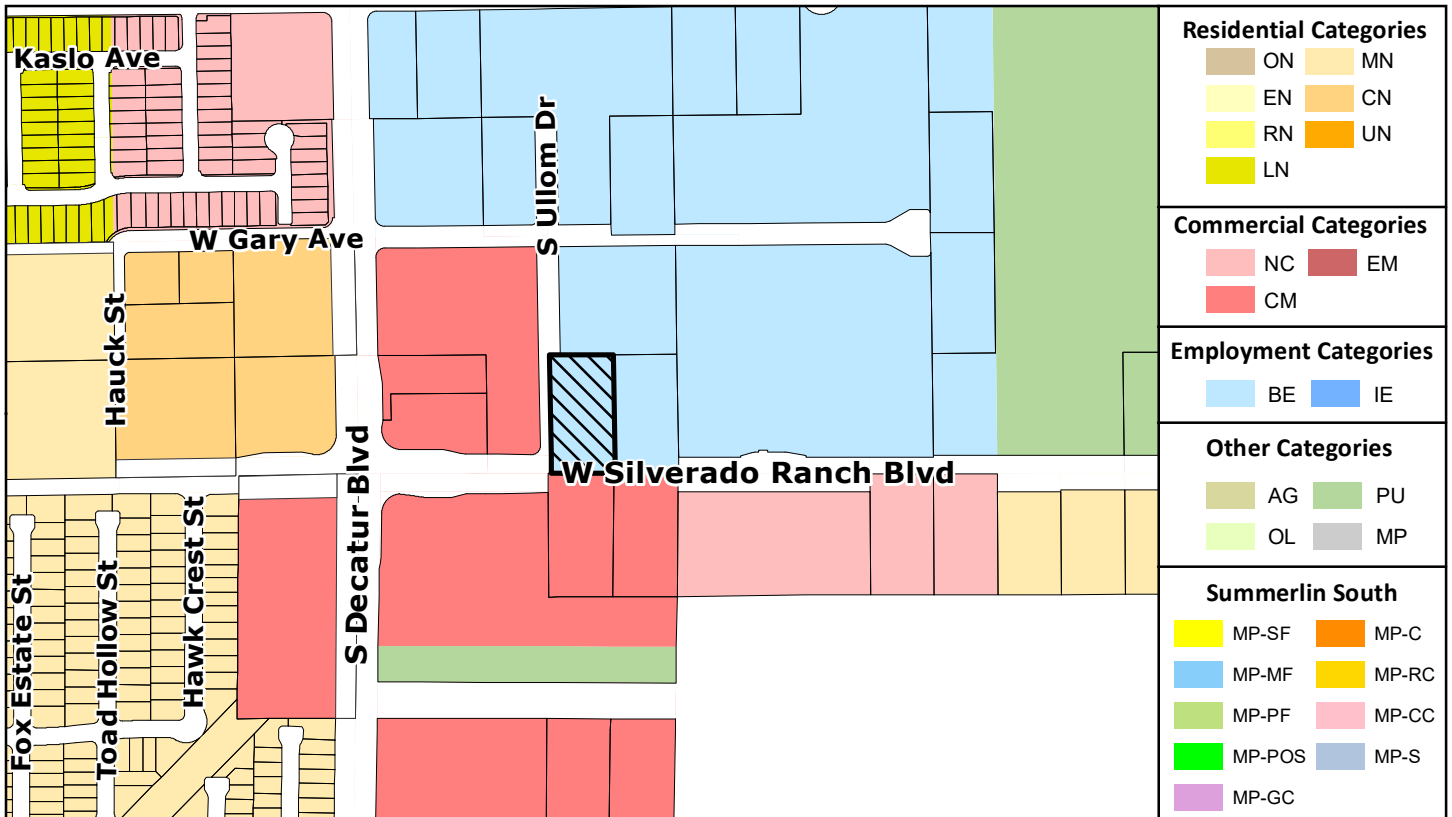 Kaslo Ave
S Ullom Dr
W Gary Ave
Hauck St
S Decatur Blvd
W Silverado Ranch Blvd
Fox Estate St
Toad Hollow St
Hawk Crest St
Residential Categories
ON MN
EN CN
RN UN
LN
Commercial Categories
NC EM
CM
Employment Categories
BE IE
Other Categories
AG PU
OL MP
Summerlin South
MP-SF MP-C
MP-MF MP-RC
MP-PF MP-CC
MP-POS MP-S
MP-GC